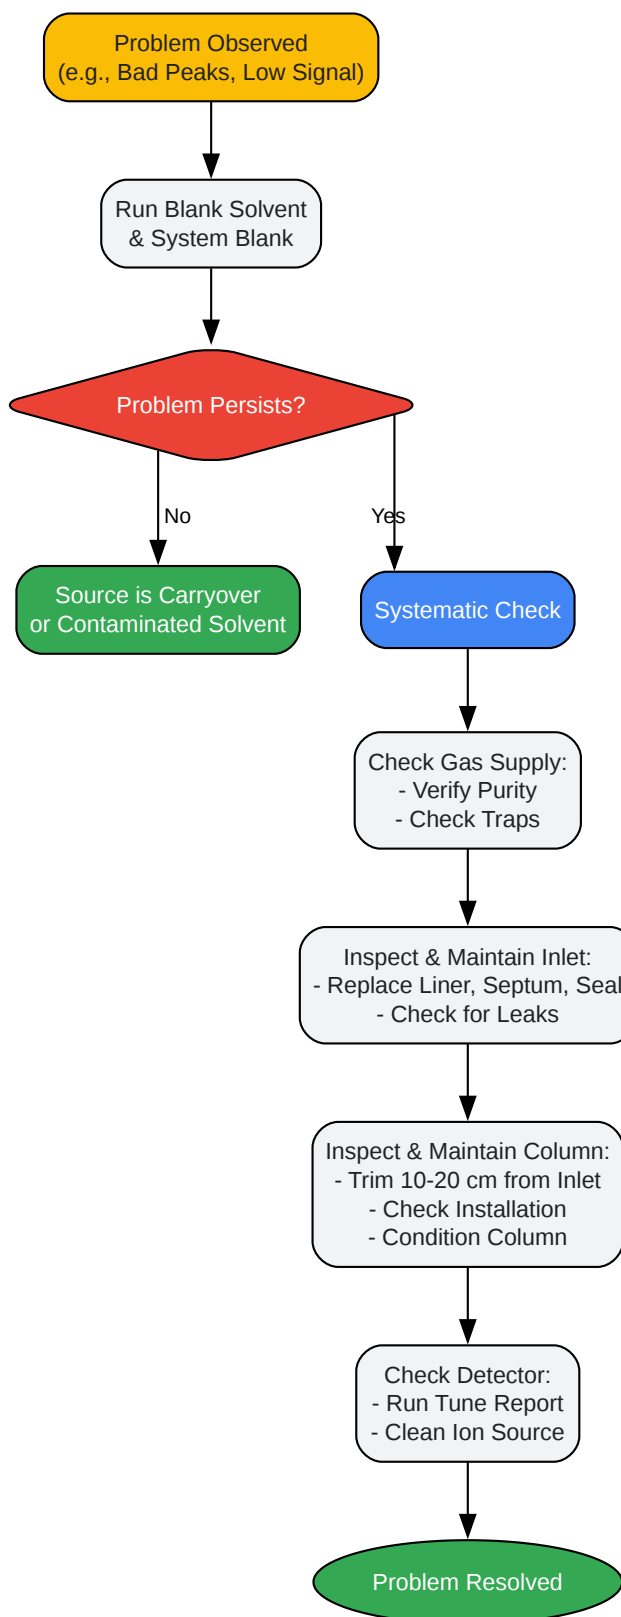 Problem Observed
(e.g., Bad Peaks, Low Signal)
Run Blank Solvent
& System Blank
Problem Persists?
No
Yes
Source is Carryover
or Contaminated Solvent
Systematic Check
Check Gas Supply:
- Verify Purity
- Check Traps
Inspect & Maintain Inlet:
- Replace Liner, Septum, Seal
- Check for Leaks
Inspect & Maintain Column:
- Trim 10-20 cm from Inlet
- Check Installation
- Condition Column
Check Detector:
- Run Tune Report
- Clean Ion Source
Problem Resolved